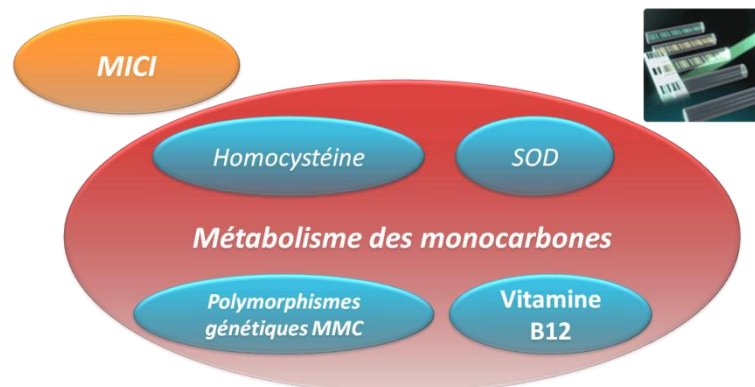 MICI
Homocystéine
SOD
Métabolisme des monocarbones
Polymorphismes
génétiques MMC
Vitamine
B12